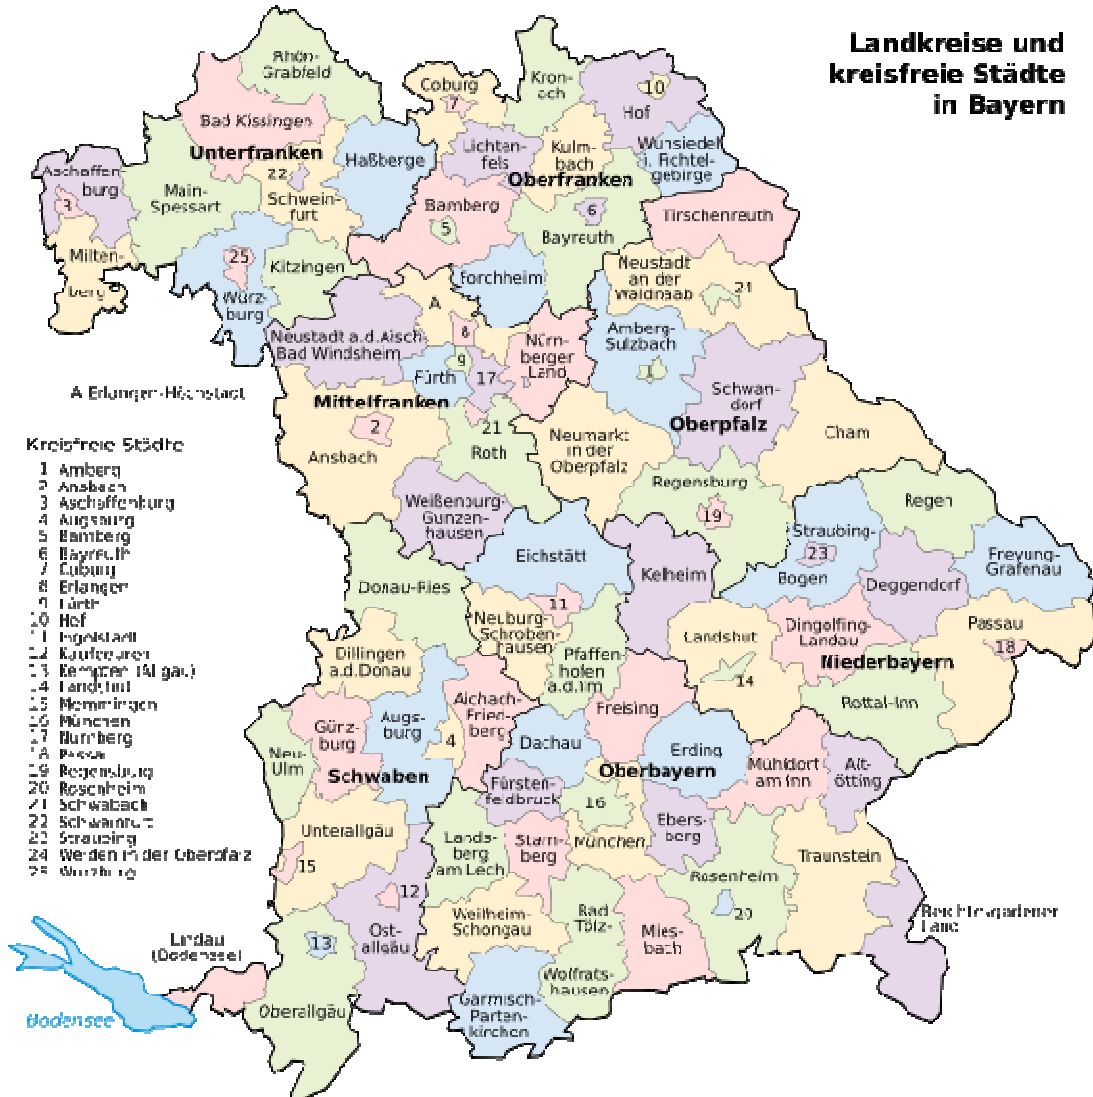 Landkreise und
kreisfreie Städte
in Bayern
Rhön-
Grabfeld
Coburg
7
Kron-
ach
10
Hof
Bad Kissingen
Unterfranken
22
Schwein-
furt
Haßberge
Lichten-
fels
Kulm-
bach
Oberfranken
Wunsiedel
i. Fichtel-
gebirge
Aschaffen-
burg
3
Main-
Spessart
Bamberg
5
6
Bayreuth
Tirschenreuth
Milten-
berg
25
Würz-
burg
Kitzingen
Forchheim
Neustadt
an der
Waldnaab
21
A
8
Neustadt a.d.Aisch-
Bad Windsheim
9
Fürth
17
Nürn-
berger
Land
Amberg-
Sulzbach
1
Schwan-
dorf
Oberpfalz
A Erlangen-Höchstadt
Mittelfranken
2
Ansbach
21
Roth
Neumarkt
in der
Oberpfalz
Cham
Kreisfreie Städte
1 Amberg
2 Ansbach
3 Aschaffenburg
4 Augsburg
5 Bamberg
6 Bayreuth
7 Coburg
8 Erlangen
9 Fürth
10 Hof
11 Ingolstadt
12 Kaufbeuren
13 Kempten (Allgäu)
14 Landshut
15 Memmingen
16 München
17 Nürnberg
18 Passau
19 Regensburg
20 Rosenheim
21 Schwabach
22 Schweinfurt
23 Straubing
24 Weiden in der Oberpfalz
25 Würzburg
Weißenburg-
Gunzen-
hausen
Regensburg
19
Regen
Straubing-
23
Bogen
Freyung-
Grafenau
Deggendorf
Eichstätt
Kelheim
Donau-Ries
11
Neuburg-
Schroben-
hausen
Pfaffen-
hofen
a.d.Ilm
Landshut
14
Dingolfing-
Landau
Passau
18
Niederbayern
Rottal-Inn
Dillingen
a.d.Donau
Aichach-
Fried-
berg
Freising
Günz-
burg
Augs-
burg
4
Neu-
Ulm
Schwaben
Dachau
Erding
Oberbayern
Mühldorf
am Inn
Alt-
ötting
Fürsten-
feldbruck
16
München
Ebers-
berg
Unterallgäu
15
Lands-
berg
am Lech
Starn-
berg
Traunstein
Rosenheim
20
12
Ost-
allgäu
Weilheim-
Schongau
Bad
Tölz-
Wolfrats-
hausen
Mies-
bach
Berchtesgadener
Land
Lindau
(Bodensee)
13
Oberallgäu
Garmisch-
Parten-
kirchen
Bodensee